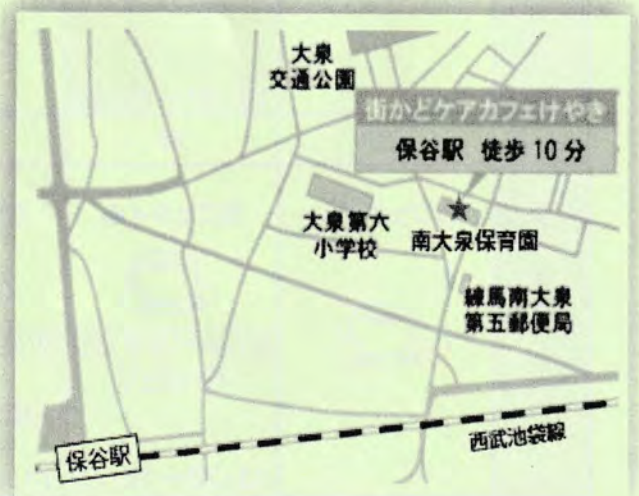 大泉
交通公園
街かどケアカフェけやき
保谷駅 徒歩10分
大泉第六
小学校
南大泉保育園
練馬南大泉
第五郵便局
西武池袋線
保谷駅